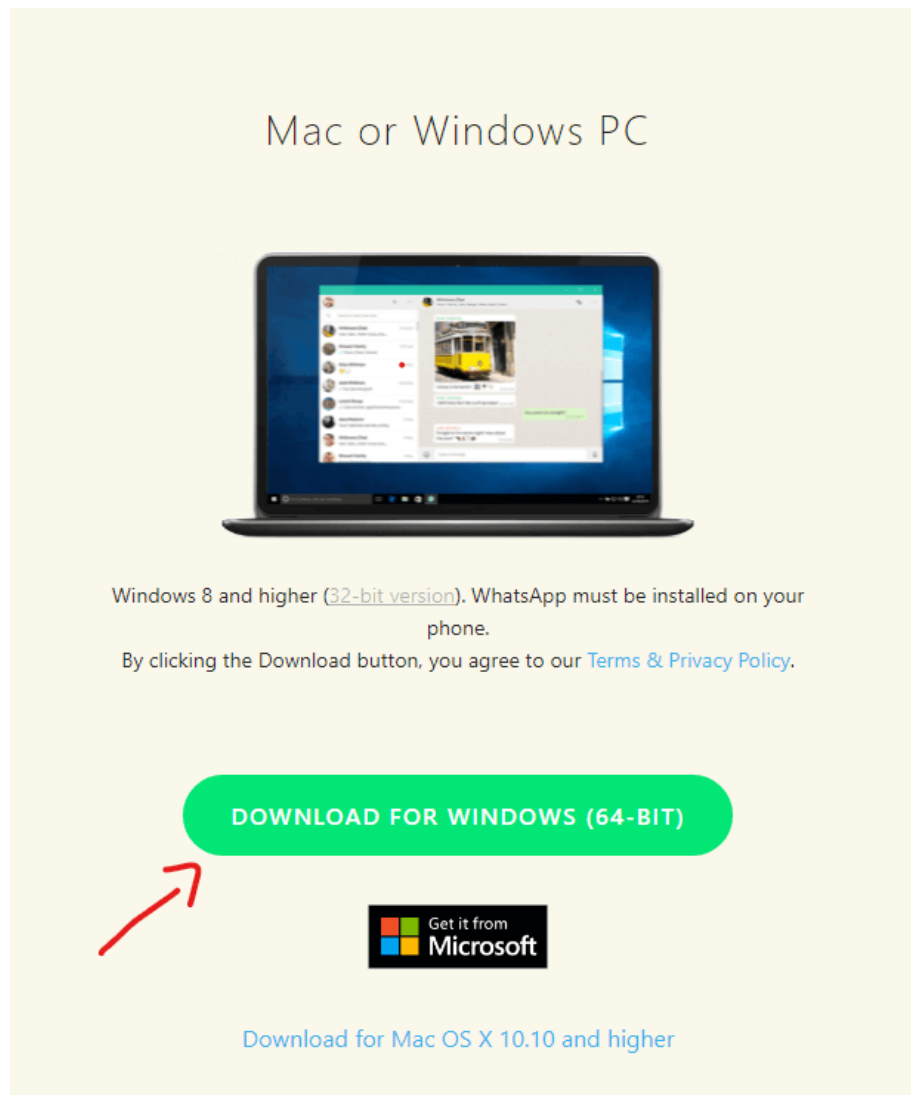 Mac or Windows PC
Windows 8 and higher (32-bit version). WhatsApp must be installed on your
phone.
By clicking the Download button, you agree to our Terms & Privacy Policy.
DOWNLOAD FOR WINDOWS (64-BIT)
Get it from
Microsoft
Download for Mac OS X 10.10 and higher